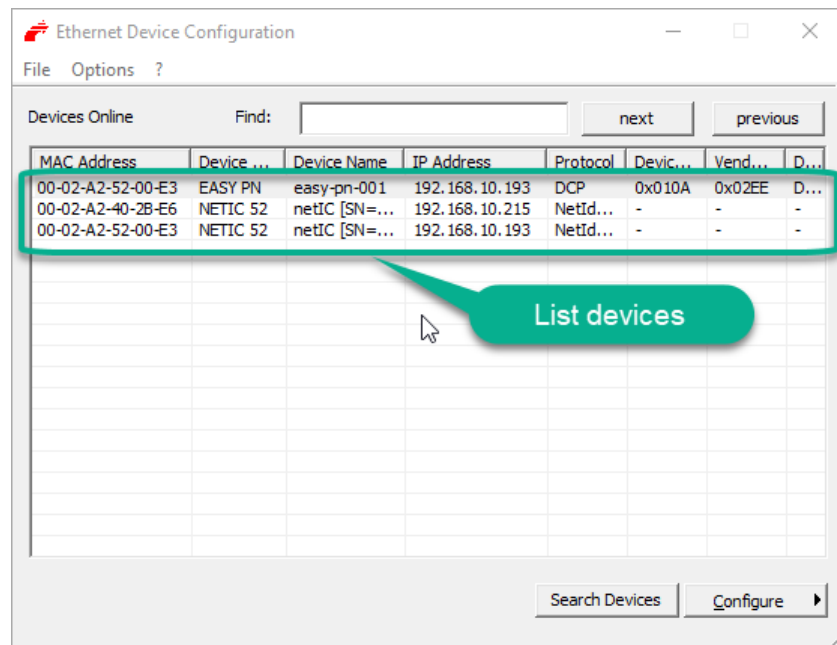 Ethernet Device Configuration
File Options ?
Devices Online Find: next previous
MAC Address Device ... Device Name IP Address Protocol Devic... Vend... D...
00-02-A2-52-00-E3 EASY PN easy-pn-001 192.168.10.193 DCP 0x010A 0x02EE D...
00-02-A2-40-2B-E6 NETIC 52 netIC [SN=... 192.168.10.215 NetId... - - -
00-02-A2-52-00-E3 NETIC 52 netIC [SN=... 192.168.10.193 NetId... - - -
List devices
Search Devices Configure